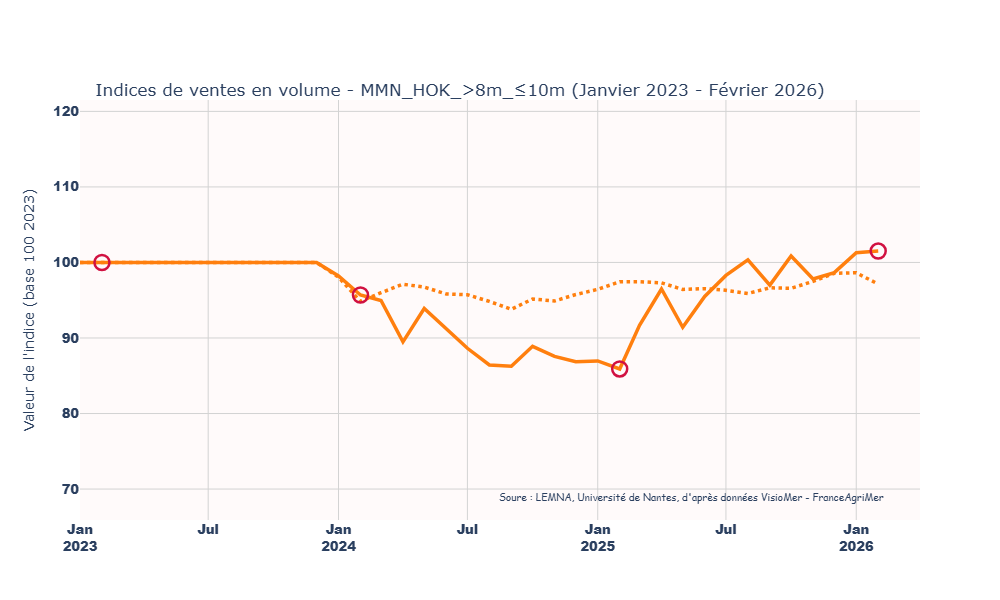 Indices de ventes en volume - MMN_HOK_>8m_≤10m (Janvier 2023 - Février 2026)
Valeur de l'indice (base 100 2023)
120
110
100
90
80
70
Soure : LEMNA, Université de Nantes, d'après données VisioMer - FranceAgriMer
Jan Jul Jan Jul Jan Jul Jan
2023 2024 2025 2026